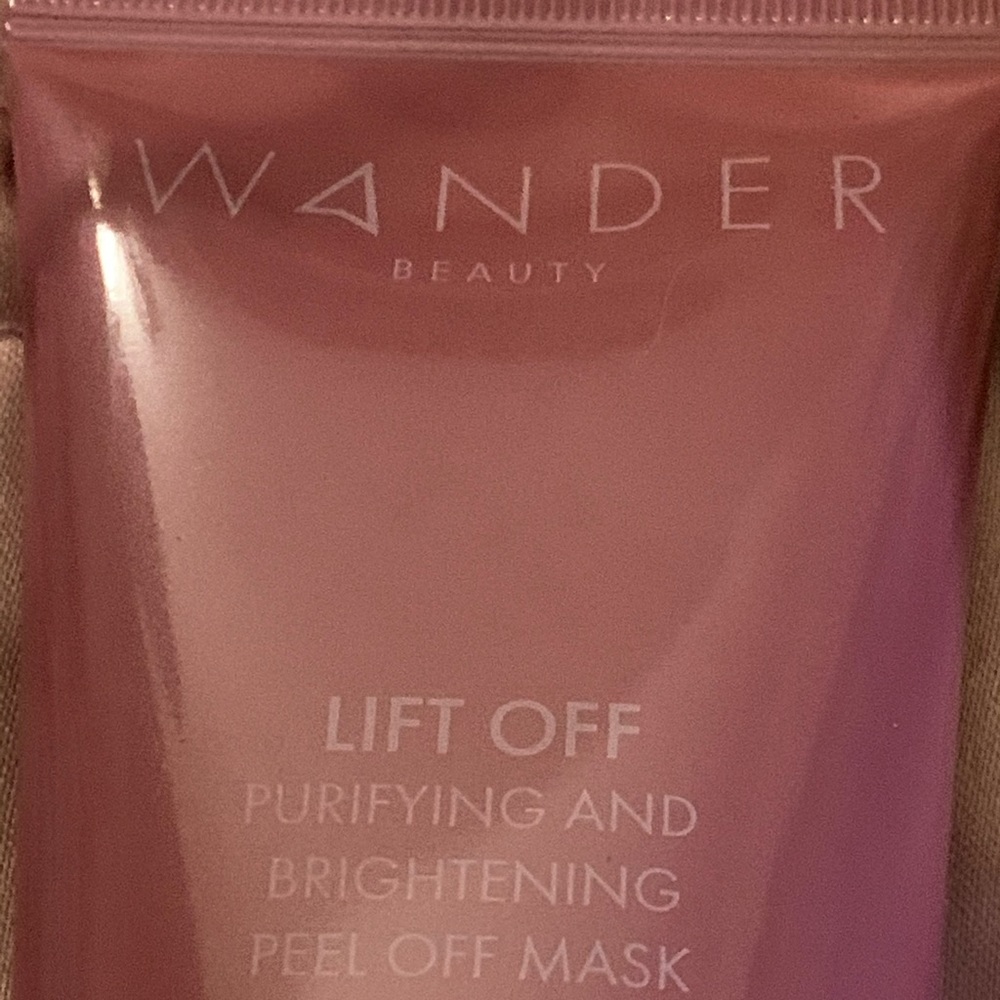 WANDER
BEAUTY
LIFT OFF
PURIFYING AND
BRIGHTENING
PEEL OFF MASK